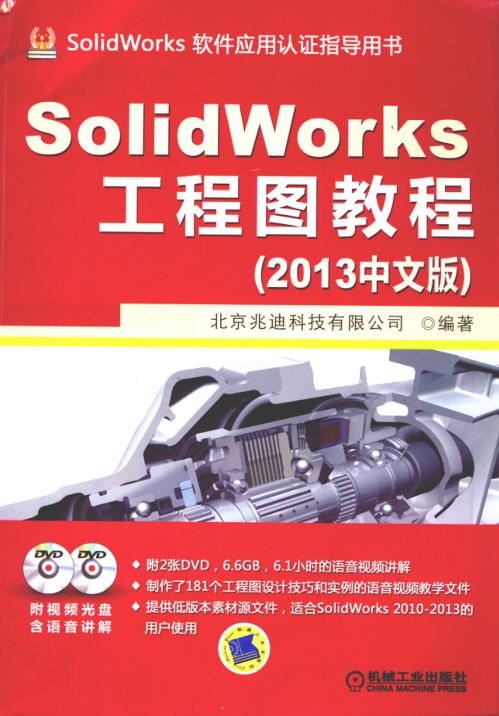 SolidWorks 软件应用认证指导用书
SolidWorks
工程图教程
(2013中文版)
北京兆迪科技有限公司 ◎编著
DVD DVD
附视频光盘
含语音讲解
◆ 附2张DVD，6.6GB，6.1小时的语音视频讲解
◆ 制作了181个工程图设计技巧和实例的语音视频教学文件
◆ 提供低版本素材源文件，适合SolidWorks 2010-2013的
用户使用
机械工业出版社
CHINA MACHINE PRESS